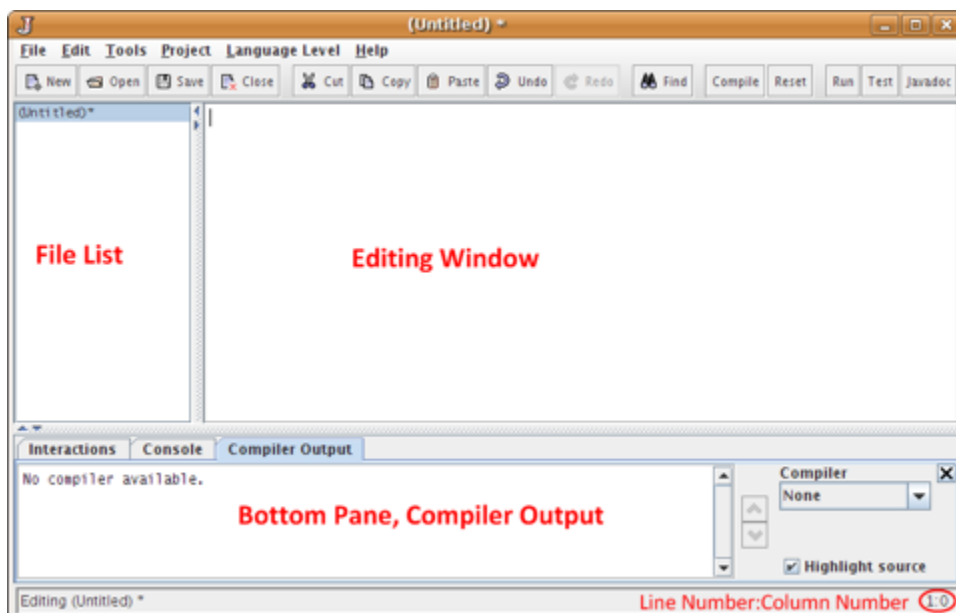 (Untitled) *
File Edit Tools Project Language Level Help
New Open Save Close Cut Copy Paste Undo Redo Find Compile Reset Run Test Javadoc
(Untitled)*
File List
Editing Window
Interactions Console Compiler Output
No compiler available.
Bottom Pane, Compiler Output
Compiler
None
Highlight source
Editing (Untitled) *
Line Number:Column Number 1:0